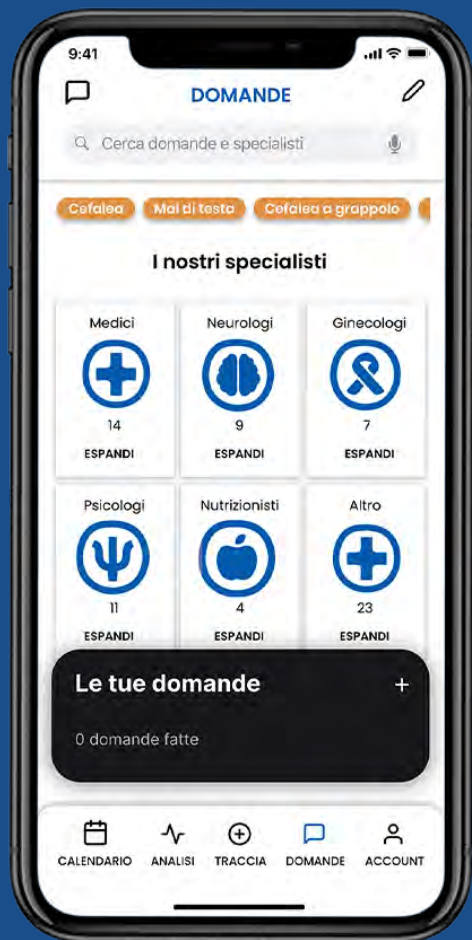 9:41
DOMANDE
Cerca domande e specialisti
Cefalea Mal di testa Cefalea a grappolo
I nostri specialisti
Medici Neurologi Ginecologi
14 9 7
ESPANDI ESPANDI ESPANDI
Psicologi Nutrizionisti Altro
Ψ
11 4 23
ESPANDI ESPANDI ESPANDI
Le tue domande +
0 domande fatte
CALENDARIO ANALISI TRACCIA DOMANDE ACCOUNT